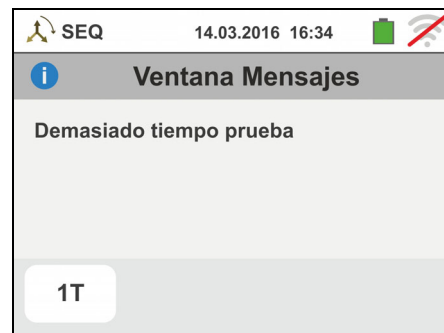 SEQ 14.03.2016 16:34
i Ventana Mensajes
Demasiado tiempo prueba
1T